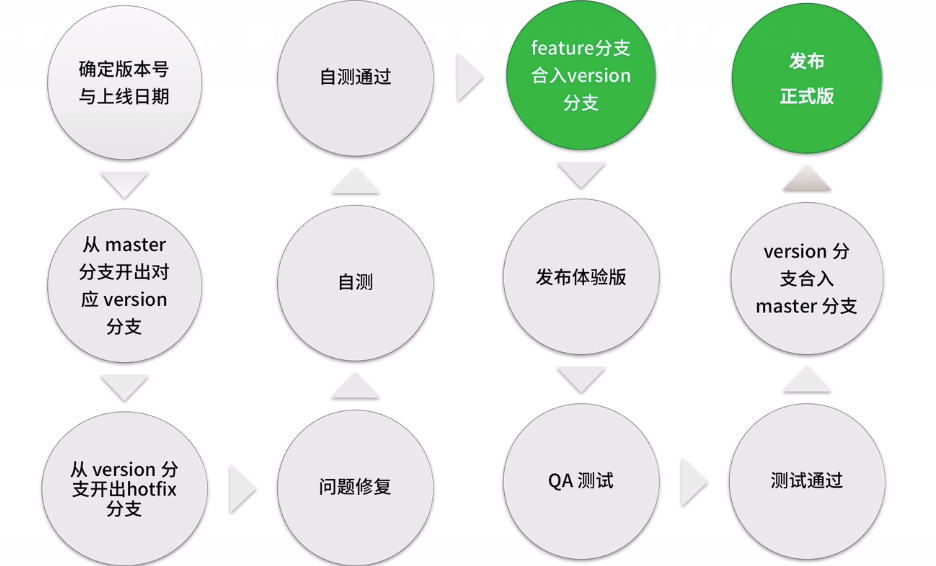 确定版本号
与上线日期
从 master
分支开出对
应 version
分支
从 version 分
支开出hotfix
分支
问题修复
自测
自测通过
feature分支
合入version
分支
发布体验版
QA 测试
测试通过
version 分
支合入
master 分支
发布
正式版